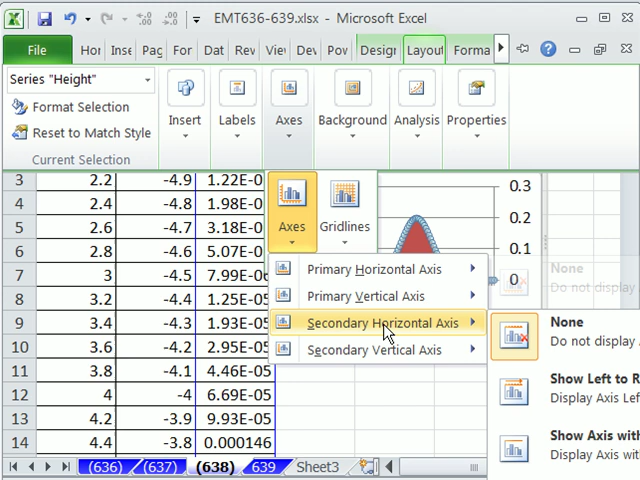 EMT636-639.xlsx - Microsoft Excel
File Hor Inse Pag For Dat Rev Viev Dev Pow Design Layout Forma
Series "Height"
Format Selection
Reset to Match Style
Current Selection
Insert
Labels
Axes
Background
Analysis
Properties
Axes
Gridlines
Primary Horizontal Axis
Primary Vertical Axis
Secondary Horizontal Axis
Secondary Vertical Axis
None
Do not display
None
Do not display
Show Left to R
Display Axis Lef
Show Axis with
Display Axis wit
3 2.2 -4.9 1.22E-0
4 2.4 -4.8 1.98E-0
5 2.6 -4.7 3.18E-0
6 2.8 -4.6 5.07E-0
7 3 -4.5 7.99E-0
8 3.2 -4.4 1.25E-0
9 3.4 -4.3 1.93E-05
10 3.6 -4.2 2.95E-05
11 3.8 -4.1 4.46E-05
12 4 -4 6.69E-05
13 4.2 -3.9 9.93E-05
14 4.4 -3.8 0.000146
0.3
0.2
0.1
0
(636) (637) (638) 639 Sheet3